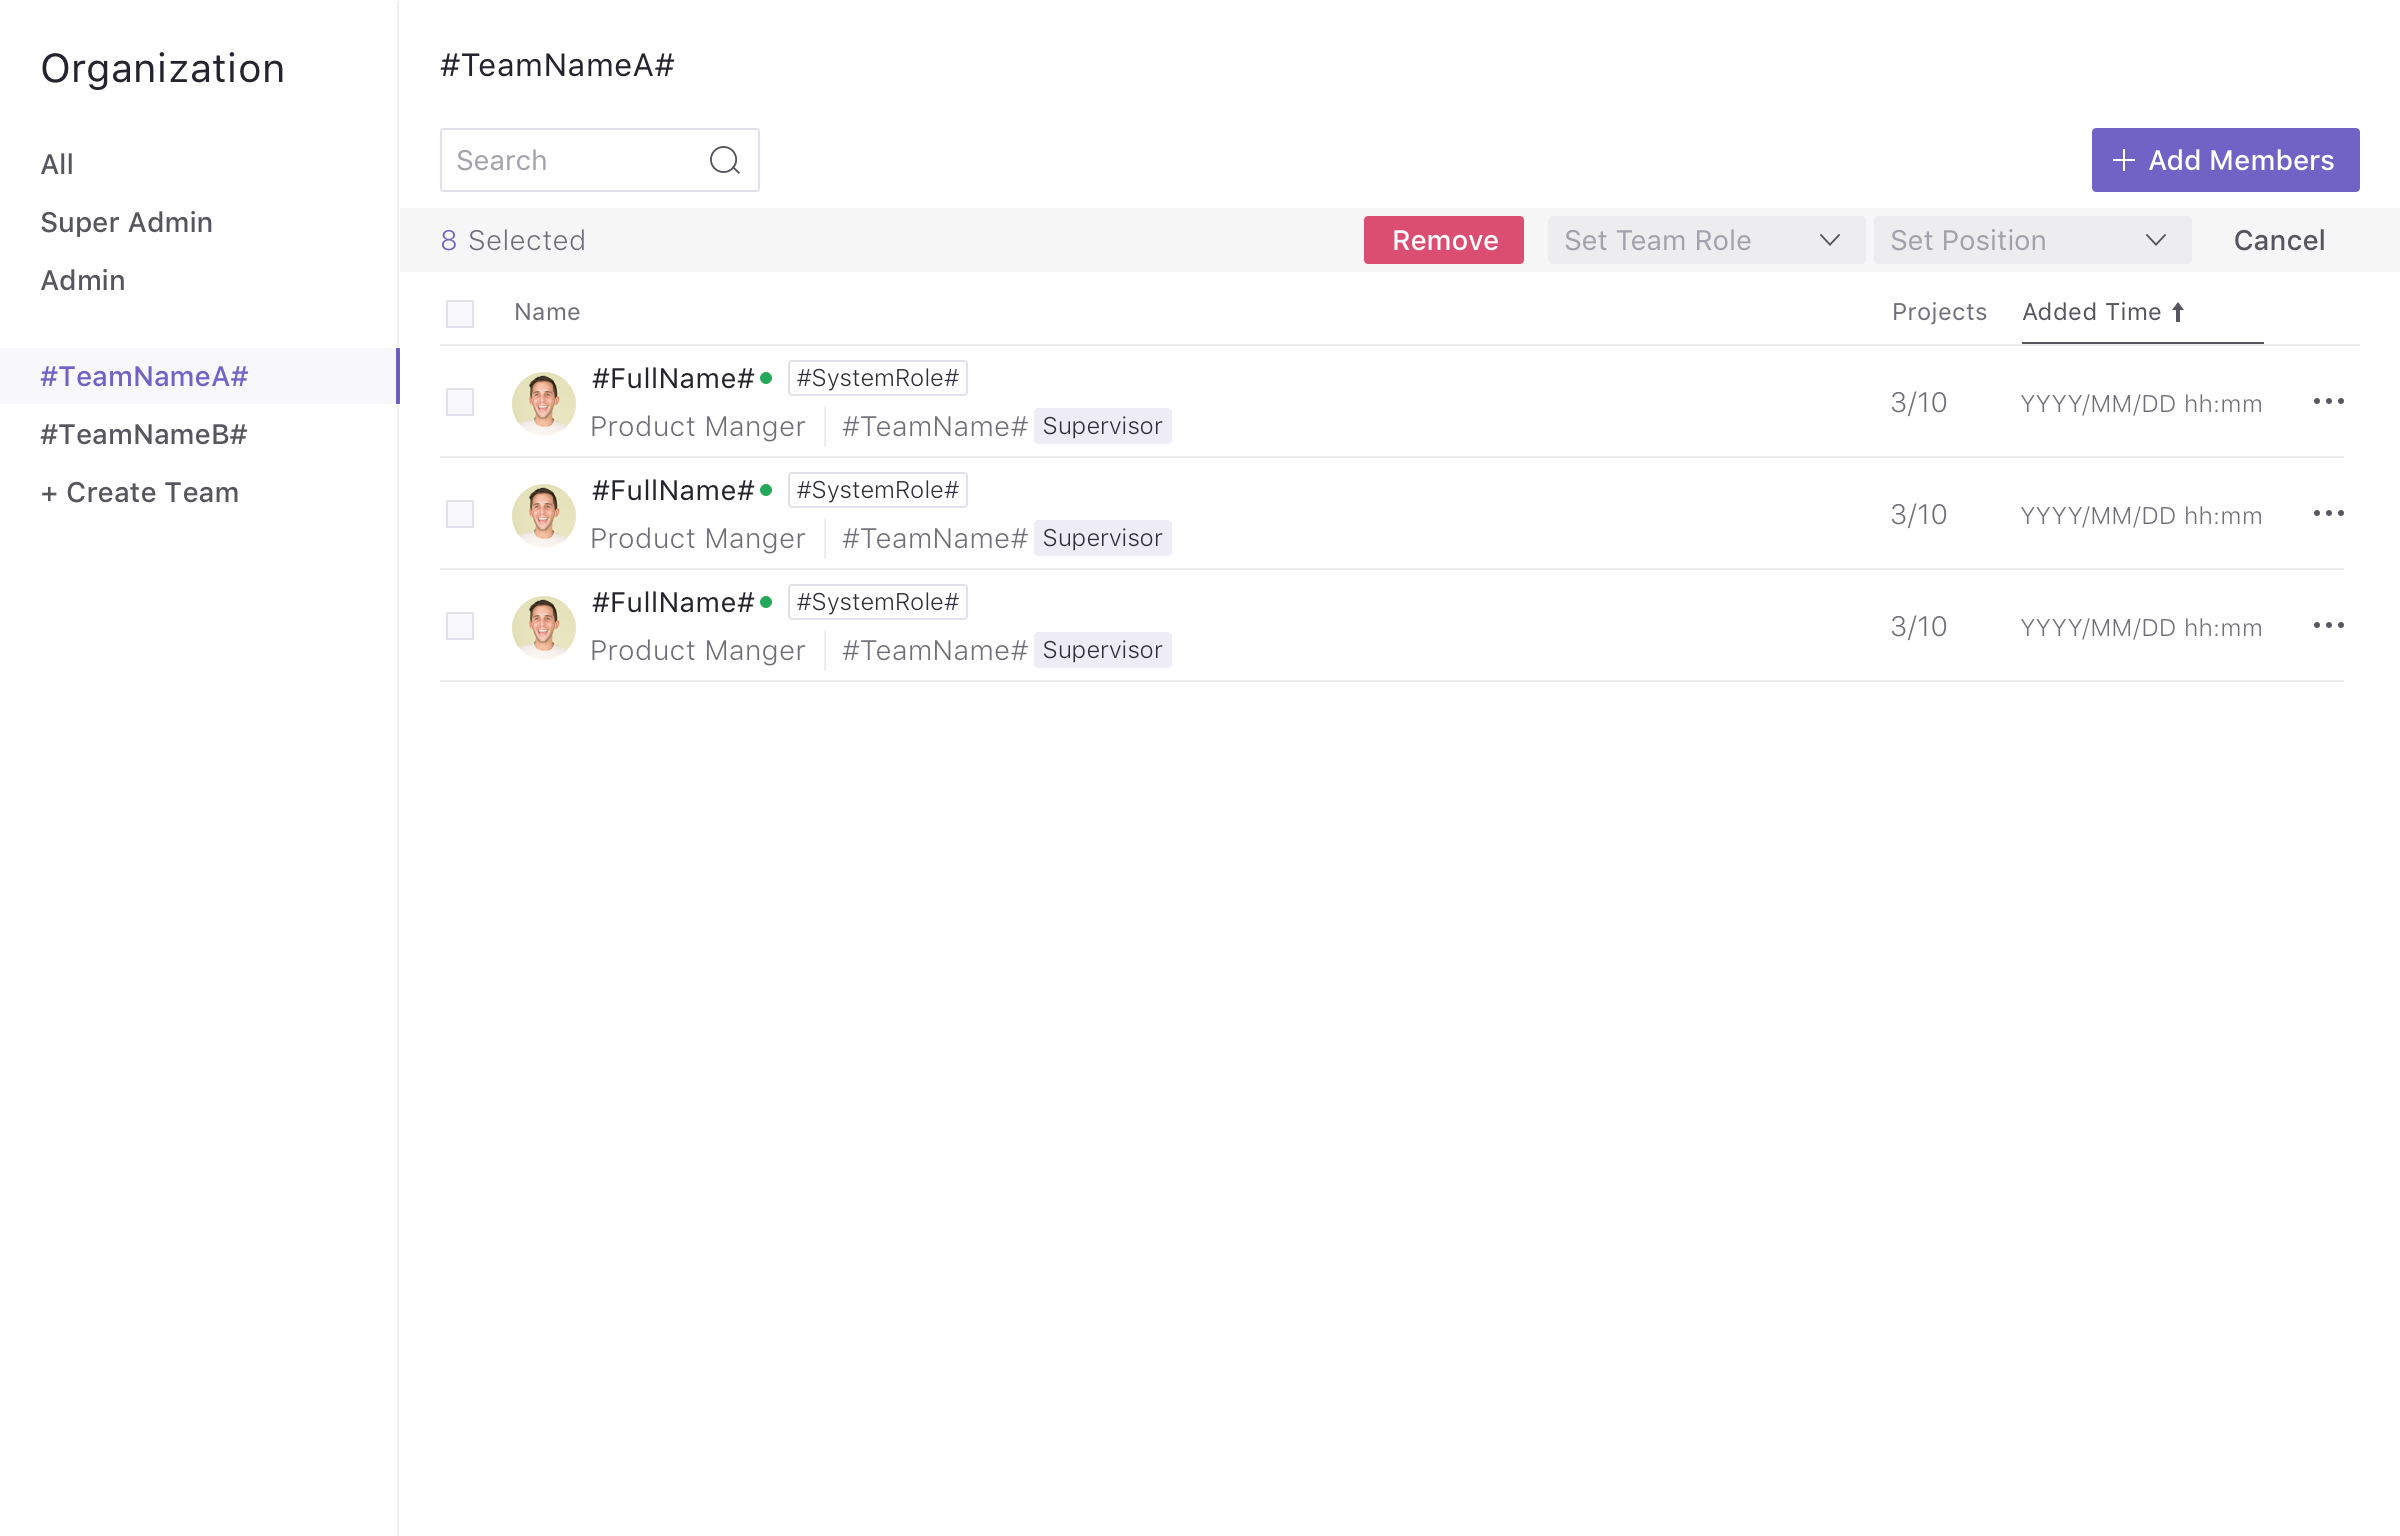 Organization
All
Super Admin
Admin
#TeamNameA#
#TeamNameB#
+ Create Team
#TeamNameA#
Search
+ Add Members
8 Selected
Remove
Set Team Role
Set Position
Cancel
Name
Projects
Added Time
#FullName# #SystemRole#
Product Manger #TeamName# Supervisor
3/10
YYYY/MM/DD hh:mm
#FullName# #SystemRole#
Product Manger #TeamName# Supervisor
3/10
YYYY/MM/DD hh:mm
#FullName# #SystemRole#
Product Manger #TeamName# Supervisor
3/10
YYYY/MM/DD hh:mm